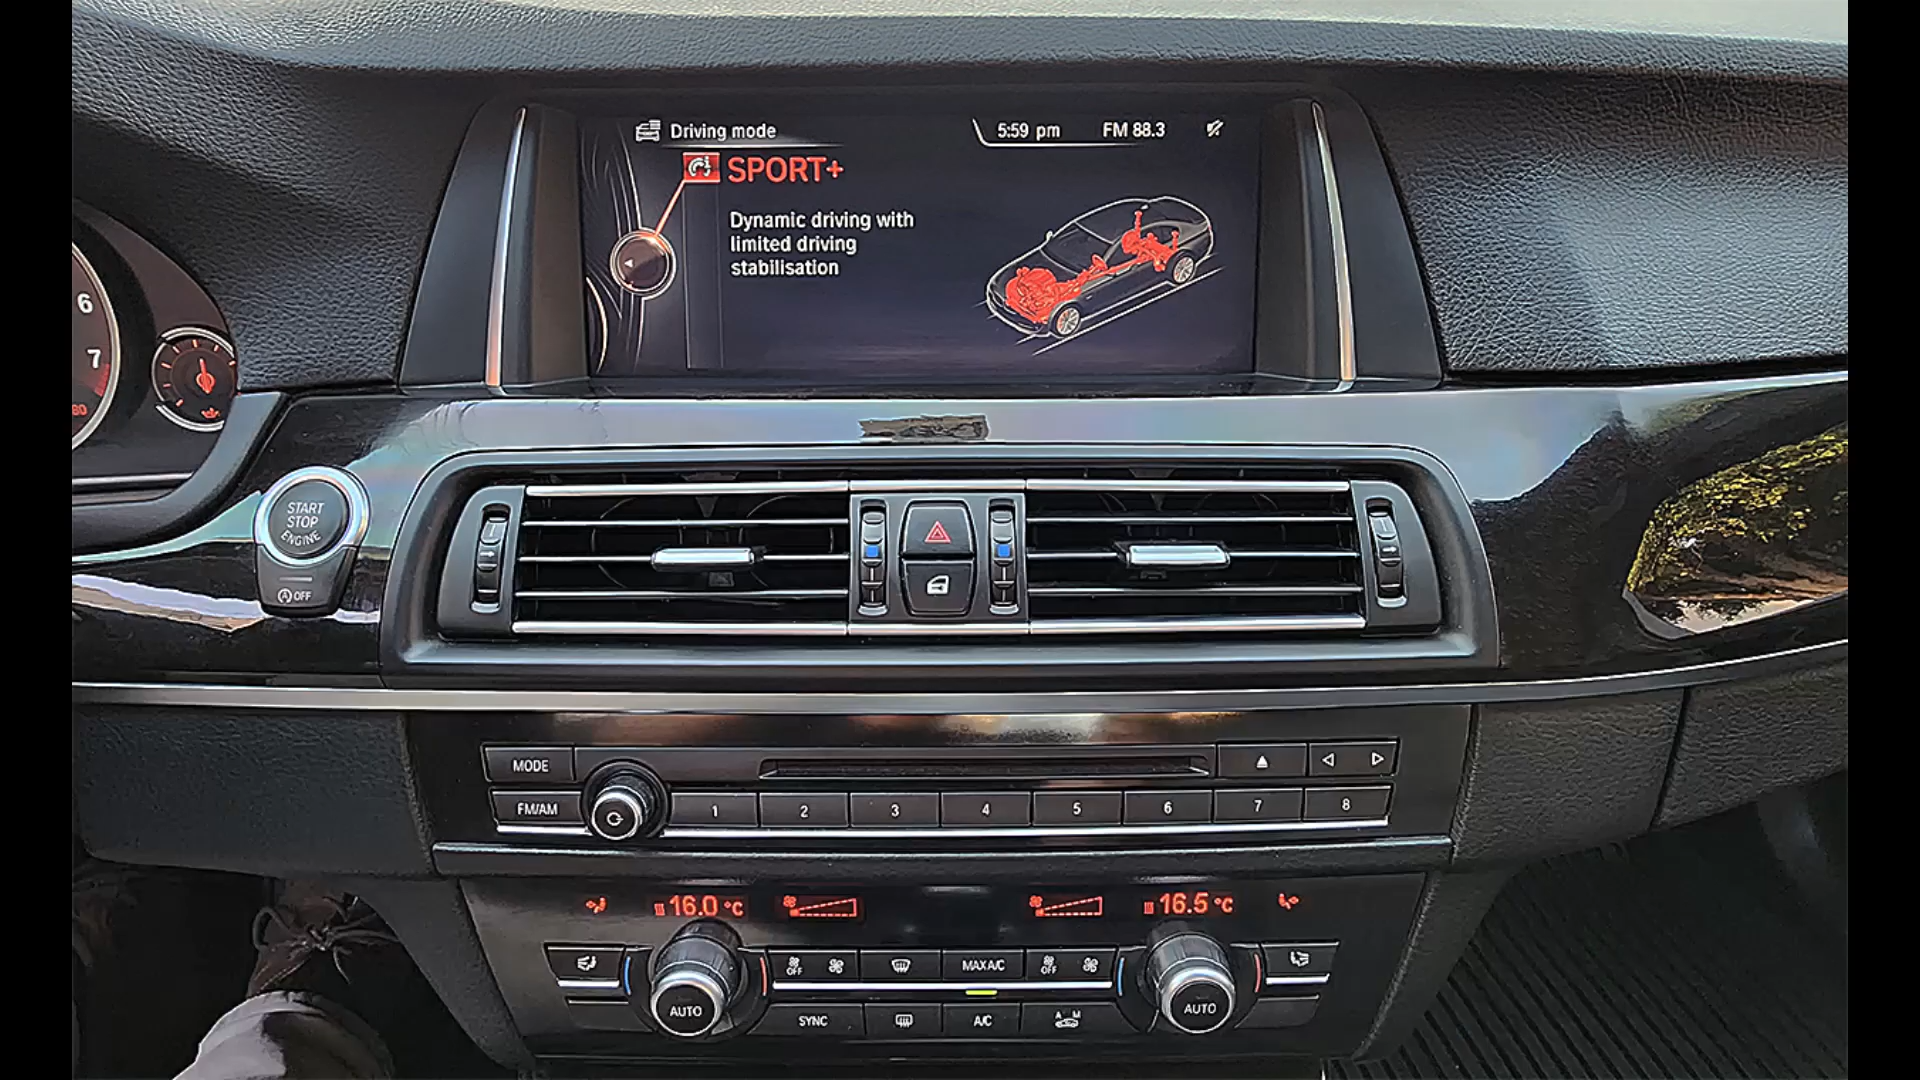 Driving mode
5:59 pm
FM 88.3
SPORT+
Dynamic driving with
limited driving
stabilisation
6
7
80
START
STOP
ENGINE
A OFF
MODE
FM/AM
1
2
3
4
5
6
7
8
16.0 °C
16.5 °C
OFF
MAX A/C
OFF
AUTO
SYNC
A/C
A M
AUTO